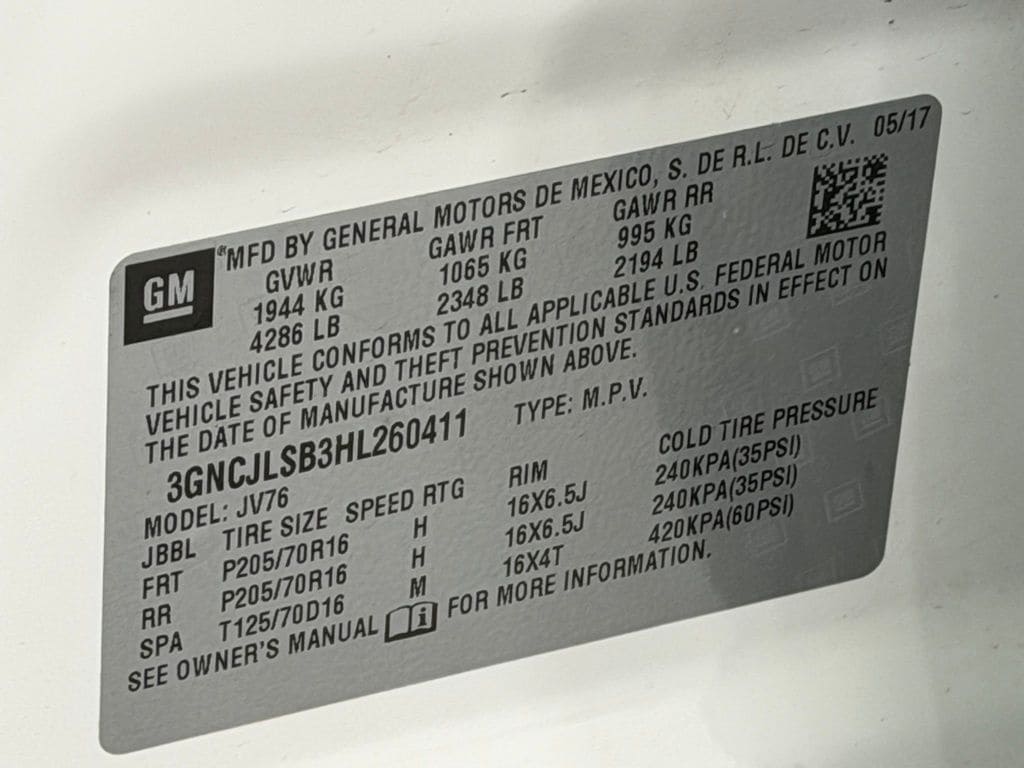 MFD BY GENERAL MOTORS DE MEXICO, S. DE R.L. DE C.V. 05/17
GM
GVWR GAWR FRT GAWR RR
1944 KG 1065 KG 995 KG
4286 LB 2348 LB 2194 LB
THIS VEHICLE CONFORMS TO ALL APPLICABLE U.S. FEDERAL MOTOR
VEHICLE SAFETY AND THEFT PREVENTION STANDARDS IN EFFECT ON
THE DATE OF MANUFACTURE SHOWN ABOVE.
3GNCJLSB3HL260411 TYPE: M.P.V.
MODEL: JV76
JBBL TIRE SIZE SPEED RTG RIM COLD TIRE PRESSURE
FRT P205/70R16 H 16X6.5J 240KPA(35PSI)
RR P205/70R16 H 16X6.5J 240KPA(35PSI)
SPA T125/70D16 M 16X4T 420KPA(60PSI)
SEE OWNER'S MANUAL i FOR MORE INFORMATION.